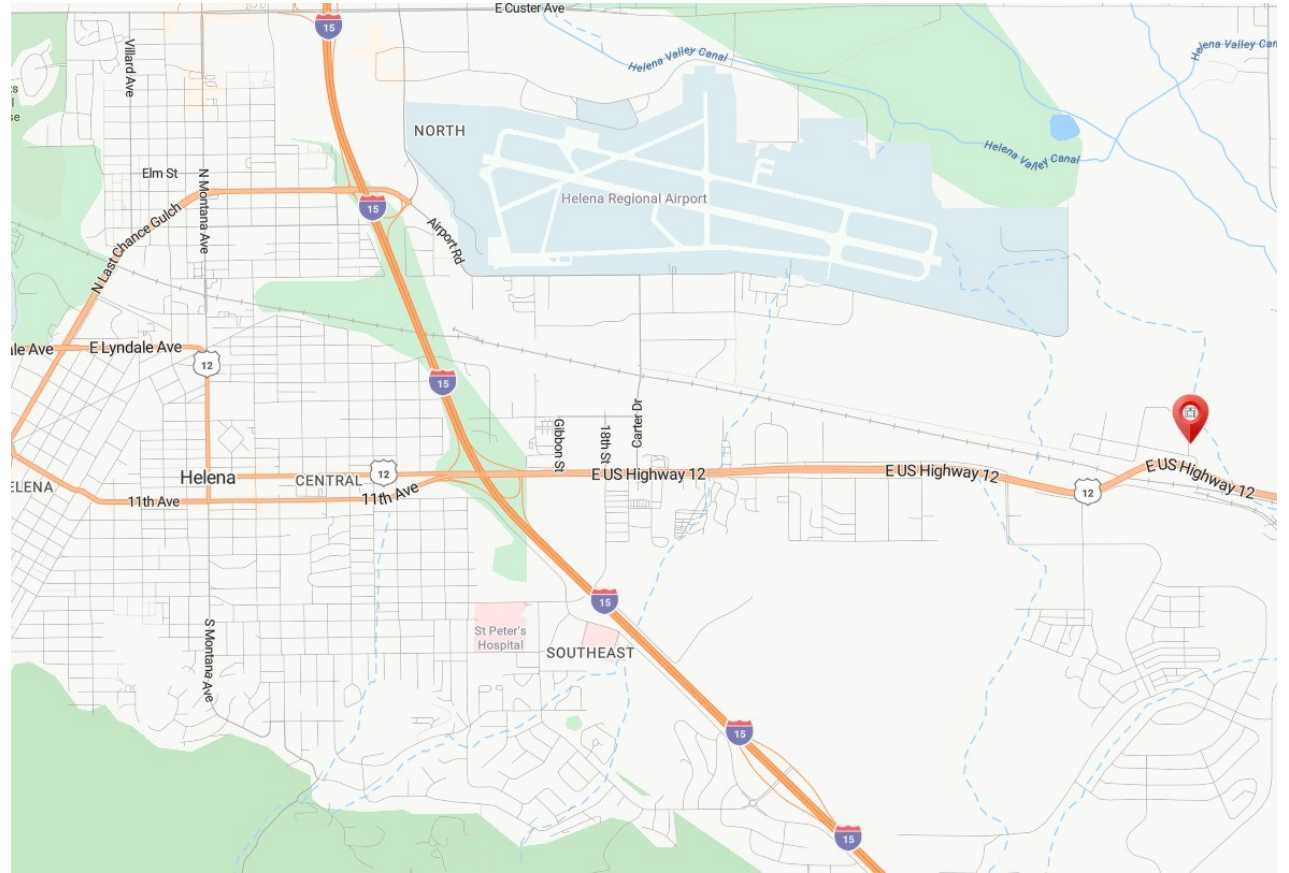 E Custer Ave
15
Villard Ave
Helena Valley Canal
Helena Valley Can
NORTH
Helena Valley Canal
Elm St
N Montana Ave
15
Helena Regional Airport
N Last Chance Gulch
Airport Rd
ale Ave
E Lyndale Ave
12
15
Gibbon St
18th St
Carter Dr
Helena
CENTRAL
12
E US Highway 12
E US Highway 12
E US Highway 12
12
ELENA
11th Ave
11th Ave
15
St Peter's
Hospital
SOUTHEAST
S Montana Ave
15
15